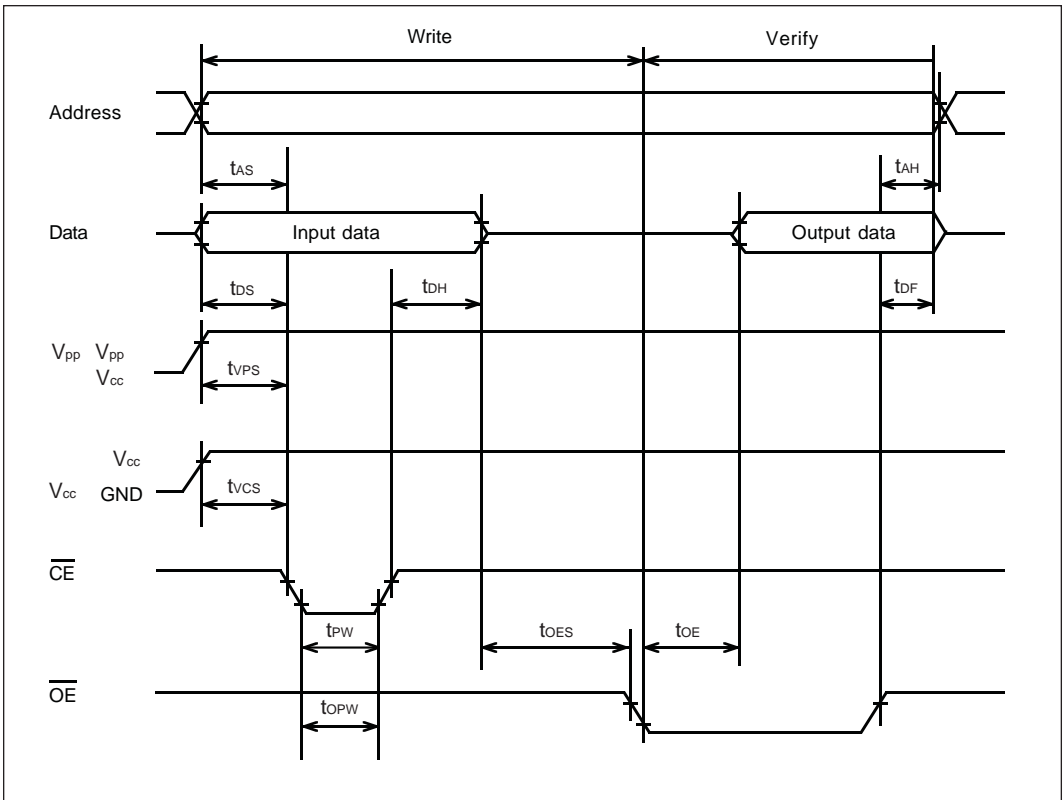 Write Verify
Address
tAS tAH
Data Input data Output data
tDS tDH tDF
Vpp Vpp
Vcc
tVPS
Vcc
Vcc GND
tVCS
CE
tPW tOES tOE
OE
tOPW